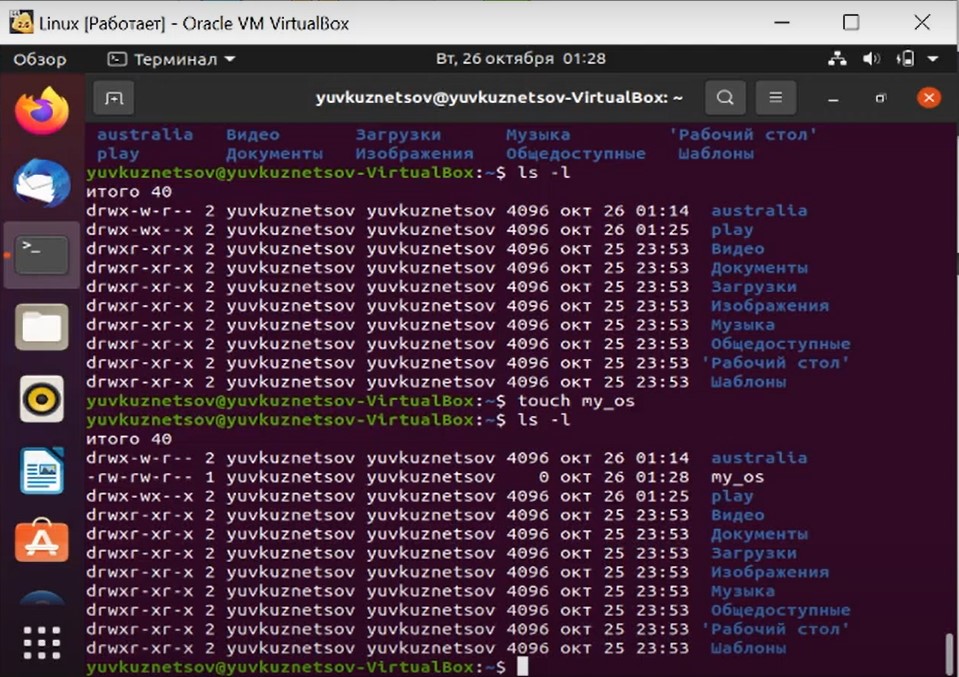 Linux [Работает] - Oracle VM VirtualBox
Обзор Терминал Вт, 26 октября 01:28
yuvkuznetsov@yuvkuznetsov-VirtualBox: ~
australia Видео Загрузки Музыка 'Рабочий стол'
play Документы Изображения Общедоступные Шаблоны
yuvkuznetsov@yuvkuznetsov-VirtualBox:~$ ls -l
итого 40
drwx-w-r-- 2 yuvkuznetsov yuvkuznetsov 4096 окт 26 01:14 australia
drwx-wx--x 2 yuvkuznetsov yuvkuznetsov 4096 окт 26 01:25 play
drwxr-xr-x 2 yuvkuznetsov yuvkuznetsov 4096 окт 25 23:53 Видео
drwxr-xr-x 2 yuvkuznetsov yuvkuznetsov 4096 окт 25 23:53 Документы
drwxr-xr-x 2 yuvkuznetsov yuvkuznetsov 4096 окт 25 23:53 Загрузки
drwxr-xr-x 2 yuvkuznetsov yuvkuznetsov 4096 окт 25 23:53 Изображения
drwxr-xr-x 2 yuvkuznetsov yuvkuznetsov 4096 окт 25 23:53 Музыка
drwxr-xr-x 2 yuvkuznetsov yuvkuznetsov 4096 окт 25 23:53 Общедоступные
drwxr-xr-x 2 yuvkuznetsov yuvkuznetsov 4096 окт 25 23:53 'Рабочий стол'
drwxr-xr-x 2 yuvkuznetsov yuvkuznetsov 4096 окт 25 23:53 Шаблоны
yuvkuznetsov@yuvkuznetsov-VirtualBox:~$ touch my_os
yuvkuznetsov@yuvkuznetsov-VirtualBox:~$ ls -l
итого 40
drwx-w-r-- 2 yuvkuznetsov yuvkuznetsov 4096 окт 26 01:14 australia
-rw-rw-r-- 1 yuvkuznetsov yuvkuznetsov 0 окт 26 01:28 my_os
drwx-wx--x 2 yuvkuznetsov yuvkuznetsov 4096 окт 26 01:25 play
drwxr-xr-x 2 yuvkuznetsov yuvkuznetsov 4096 окт 25 23:53 Видео
drwxr-xr-x 2 yuvkuznetsov yuvkuznetsov 4096 окт 25 23:53 Документы
drwxr-xr-x 2 yuvkuznetsov yuvkuznetsov 4096 окт 25 23:53 Загрузки
drwxr-xr-x 2 yuvkuznetsov yuvkuznetsov 4096 окт 25 23:53 Изображения
drwxr-xr-x 2 yuvkuznetsov yuvkuznetsov 4096 окт 25 23:53 Музыка
drwxr-xr-x 2 yuvkuznetsov yuvkuznetsov 4096 окт 25 23:53 Общедоступные
drwxr-xr-x 2 yuvkuznetsov yuvkuznetsov 4096 окт 25 23:53 'Рабочий стол'
drwxr-xr-x 2 yuvkuznetsov yuvkuznetsov 4096 окт 25 23:53 Шаблоны
yuvkuznetsov@yuvkuznetsov-VirtualBox:~$